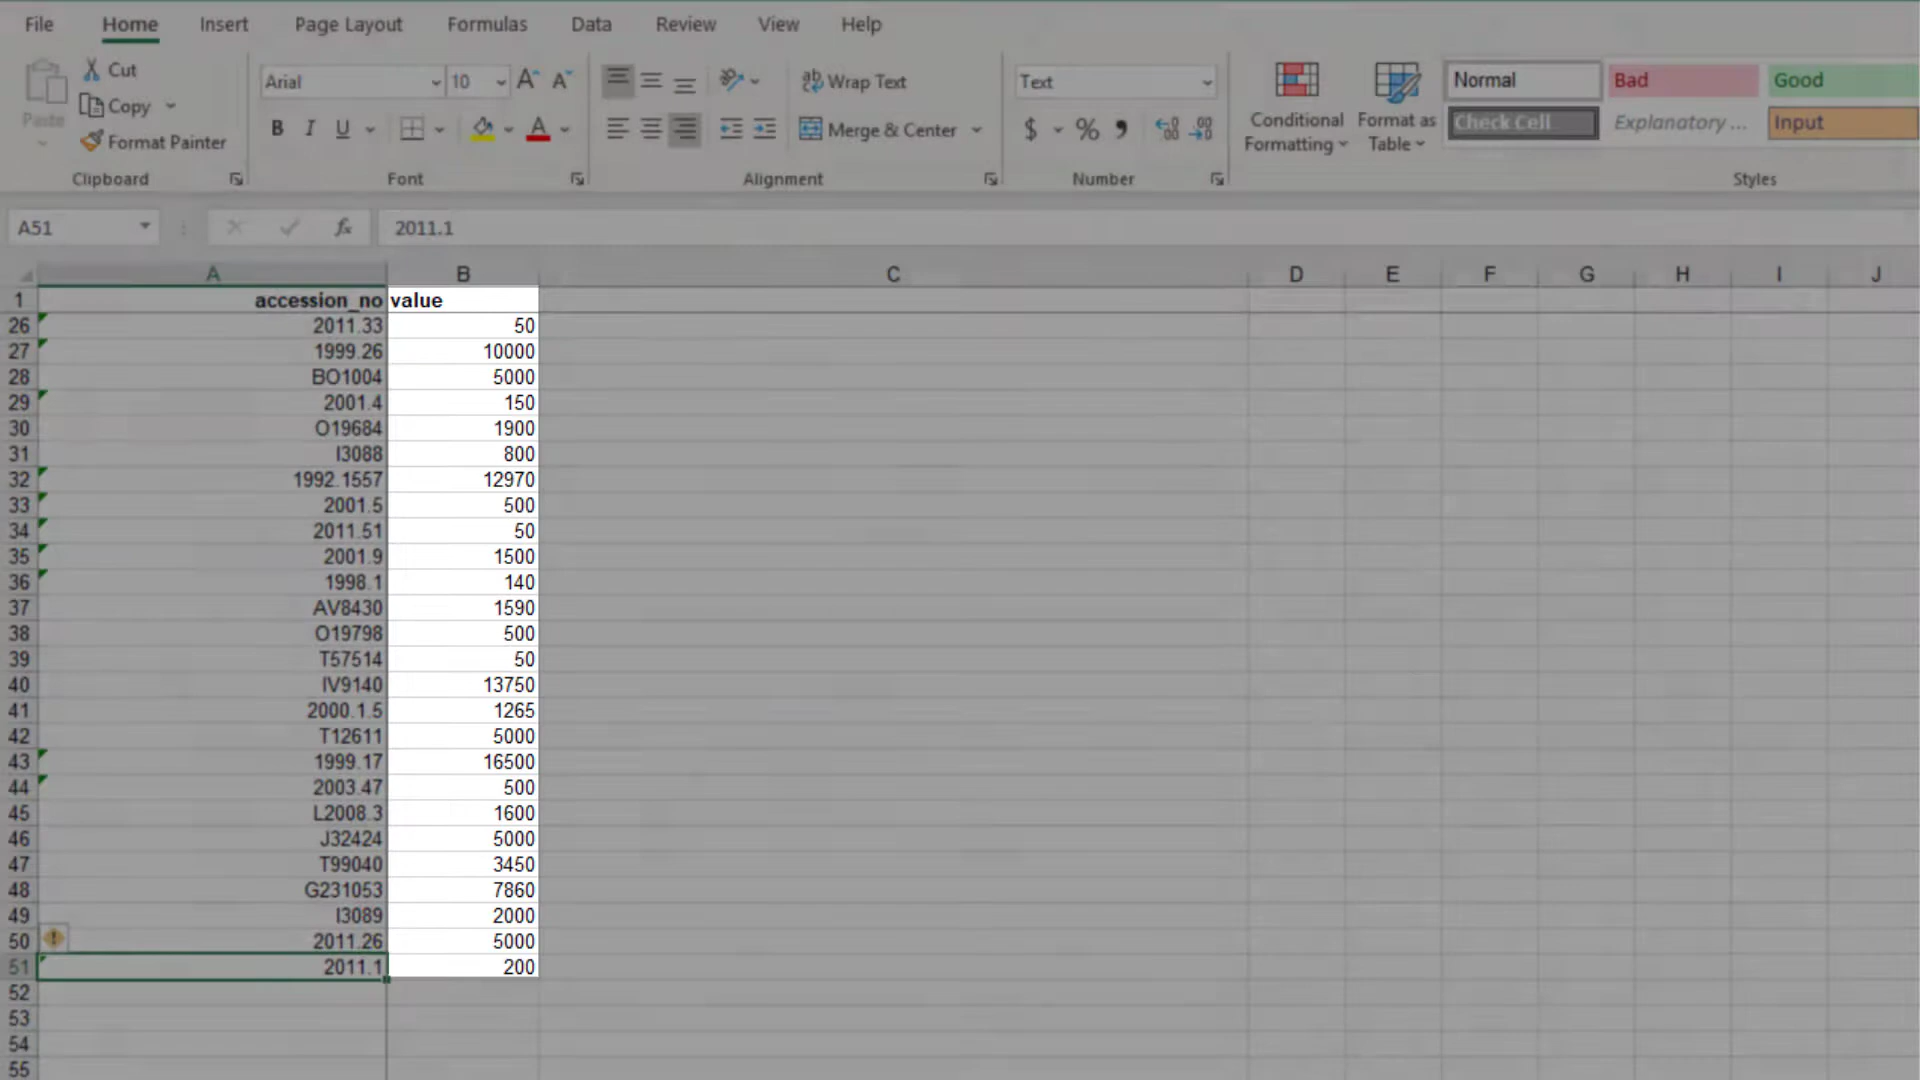 File Home Insert Page Layout Formulas Data Review View Help
Cut
Copy
Format Painter
Paste
Clipboard
Arial 10
B I U
Font
Wrap Text
Merge & Center
Alignment
Text
$ %
Number
Conditional Formatting
Format as Table
Normal Bad Good
Check Cell Explanatory ... Input
Styles
A51 fx 2011.1
A B C D E F G H I J
1 accession_no value
26 2011.33 50
27 1999.26 10000
28 BO1004 5000
29 2001.4 150
30 O19684 1900
31 I3088 800
32 1992.1557 12970
33 2001.5 500
34 2011.51 50
35 2001.9 1500
36 1998.1 140
37 AV8430 1590
38 O19798 500
39 T57514 50
40 IV9140 13750
41 2000.1.5 1265
42 T12611 5000
43 1999.17 16500
44 2003.47 500
45 L2008.3 1600
46 J32424 5000
47 T99040 3450
48 G231053 7860
49 I3089 2000
50 2011.26 5000
51 2011.1 200
52
53
54
55